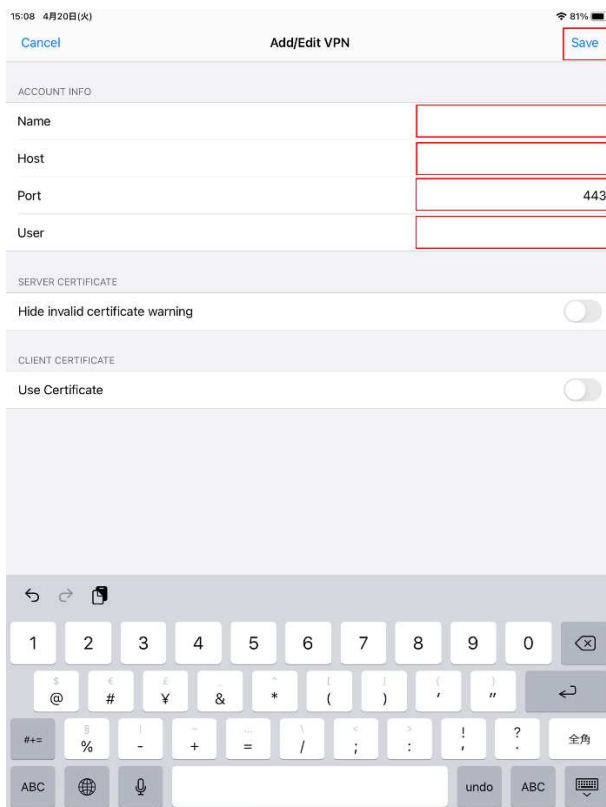 15:08 4月20日(火) 81%
Cancel Add/Edit VPN Save
ACCOUNT INFO
Name
Host
Port 443
User
SERVER CERTIFICATE
Hide invalid certificate warning
CLIENT CERTIFICATE
Use Certificate
1 2 3 4 5 6 7 8 9 0
$ € £ _ ^ [ ] { }
@ # ¥ & * ( ) ' "
§ | ~ … \ < > ! ?
#+= % - + = / ; : , . 全角
ABC undo ABC